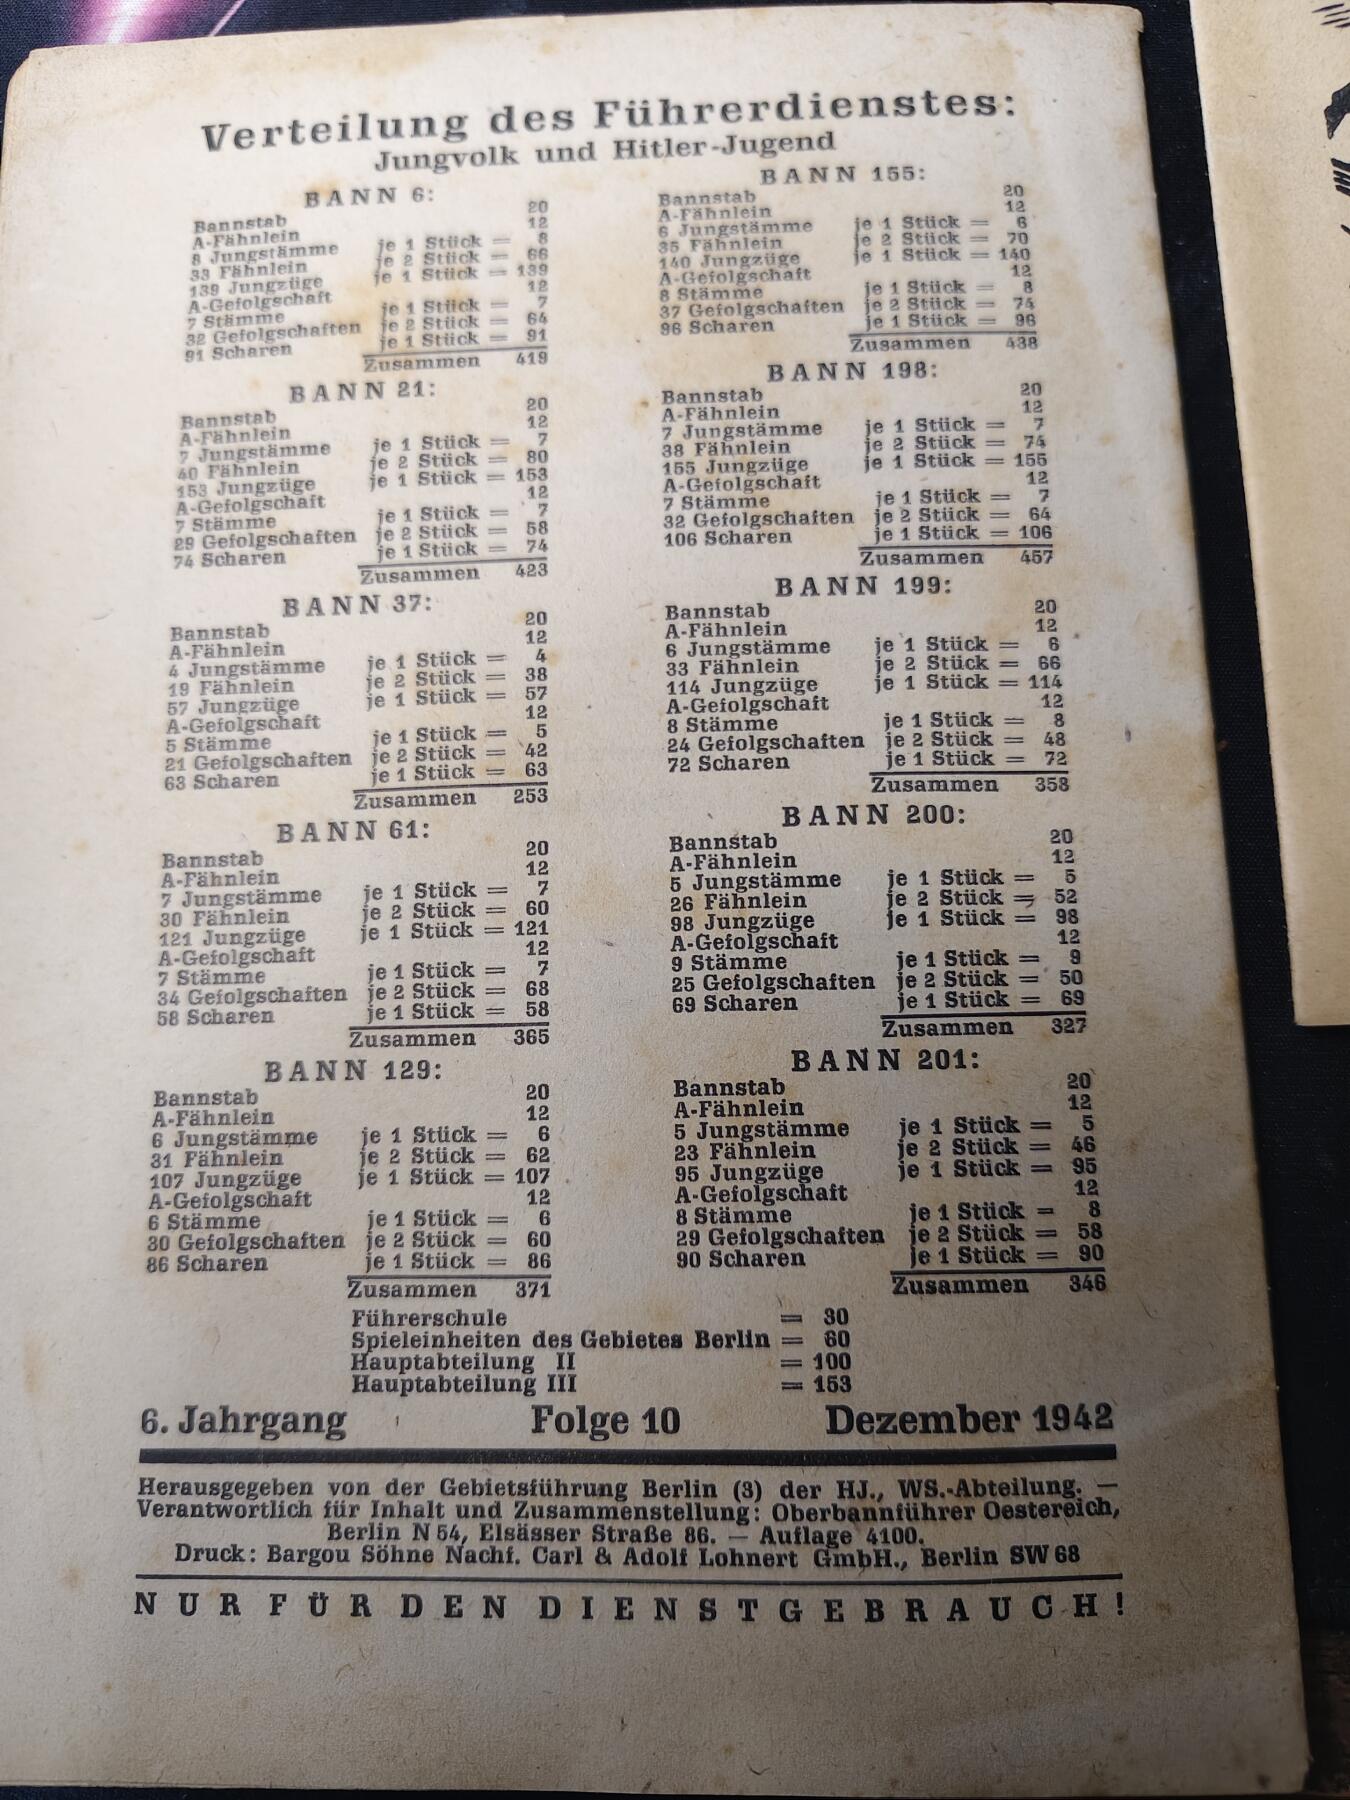 Verteilung des Führerdienstes:
Jungvolk und Hitler-Jugend
BANN 6:
Bannstab 20
A-Fähnlein 12
8 Jungstämme je 1 Stück = 8
33 Fähnlein je 2 Stück = 66
139 Jungzüge je 1 Stück = 139
A-Gefolgschaft 12
7 Stämme je 1 Stück = 7
32 Gefolgschaften je 2 Stück = 64
91 Scharen je 1 Stück = 91
Zusammen 419
BANN 21:
Bannstab 20
A-Fähnlein 12
7 Jungstämme je 1 Stück = 7
40 Fähnlein je 2 Stück = 80
153 Jungzüge je 1 Stück = 153
A-Gefolgschaft 12
7 Stämme je 1 Stück = 7
29 Gefolgschaften je 2 Stück = 58
74 Scharen je 1 Stück = 74
Zusammen 423
BANN 37:
Bannstab 20
A-Fähnlein 12
4 Jungstämme je 1 Stück = 4
19 Fähnlein je 2 Stück = 38
57 Jungzüge je 1 Stück = 57
A-Gefolgschaft 12
5 Stämme je 1 Stück = 5
21 Gefolgschaften je 2 Stück = 42
63 Scharen je 1 Stück = 63
Zusammen 253
BANN 61:
Bannstab 20
A-Fähnlein 12
7 Jungstämme je 1 Stück = 7
30 Fähnlein je 2 Stück = 60
121 Jungzüge je 1 Stück = 121
A-Gefolgschaft 12
7 Stämme je 1 Stück = 7
34 Gefolgschaften je 2 Stück = 68
58 Scharen je 1 Stück = 58
Zusammen 365
BANN 129:
Bannstab 20
A-Fähnlein 12
6 Jungstämme je 1 Stück = 6
31 Fähnlein je 2 Stück = 62
107 Jungzüge je 1 Stück = 107
A-Gefolgschaft 12
6 Stämme je 1 Stück = 6
30 Gefolgschaften je 2 Stück = 60
86 Scharen je 1 Stück = 86
Zusammen 371
BANN 155:
Bannstab 20
A-Fähnlein 12
6 Jungstämme je 1 Stück = 6
35 Fähnlein je 2 Stück = 70
140 Jungzüge je 1 Stück = 140
A-Gefolgschaft 12
8 Stämme je 1 Stück = 8
37 Gefolgschaften je 2 Stück = 74
96 Scharen je 1 Stück = 96
Zusammen 438
BANN 198:
Bannstab 20
A-Fähnlein 12
7 Jungstämme je 1 Stück = 7
38 Fähnlein je 2 Stück = 74
155 Jungzüge je 1 Stück = 155
A-Gefolgschaft 12
7 Stämme je 1 Stück = 7
32 Gefolgschaften je 2 Stück = 64
106 Scharen je 1 Stück = 106
Zusammen 457
BANN 199:
Bannstab 20
A-Fähnlein 12
6 Jungstämme je 1 Stück = 6
33 Fähnlein je 2 Stück = 66
114 Jungzüge je 1 Stück = 114
A-Gefolgschaft 12
8 Stämme je 1 Stück = 8
24 Gefolgschaften je 2 Stück = 48
72 Scharen je 1 Stück = 72
Zusammen 358
BANN 200:
Bannstab 20
A-Fähnlein 12
5 Jungstämme je 1 Stück = 5
26 Fähnlein je 2 Stück = 52
98 Jungzüge je 1 Stück = 98
A-Gefolgschaft 12
9 Stämme je 1 Stück = 9
25 Gefolgschaften je 2 Stück = 50
69 Scharen je 1 Stück = 69
Zusammen 327
BANN 201:
Bannstab 20
A-Fähnlein 12
5 Jungstämme je 1 Stück = 5
23 Fähnlein je 2 Stück = 46
95 Jungzüge je 1 Stück = 95
A-Gefolgschaft 12
8 Stämme je 1 Stück = 8
29 Gefolgschaften je 2 Stück = 58
90 Scharen je 1 Stück = 90
Zusammen 346
Führerschule = 30
Spieleinheiten des Gebietes Berlin = 60
Hauptabteilung II = 100
Hauptabteilung III = 153
6. Jahrgang Folge 10 Dezember 1942
Herausgegeben von der Gebietsführung Berlin (3) der HJ., WS.-Abteilung. —
Verantwortlich für Inhalt und Zusammenstellung: Oberbannführer Oestereich,
Berlin N 54, Elsässer Straße 86. — Auflage 4100.
Druck: Bargou Söhne Nachf. Carl & Adolf Lohnert GmbH., Berlin SW 68
NUR FÜR DEN DIENSTGEBRAUCH!